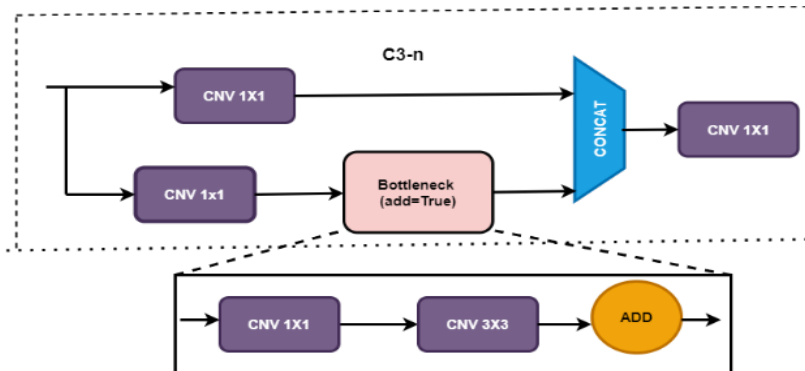 C3-n
CNV 1X1
CONCAT
CNV 1X1
CNV 1x1
Bottleneck
(add=True)
CNV 1X1
CNV 3X3
ADD